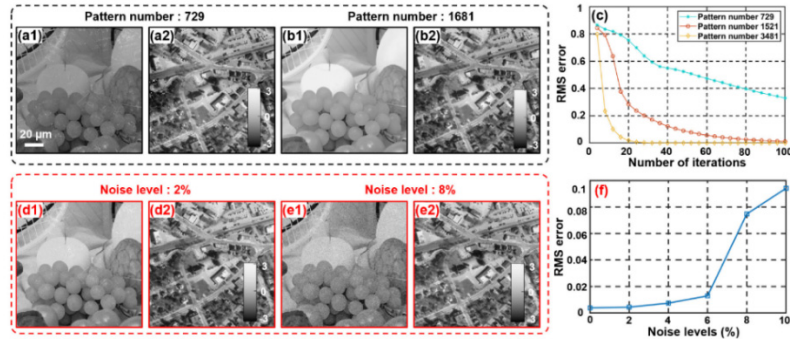 Pattern number : 729
Pattern number : 1681
(a1)
(a2)
(b1)
(b2)
20 µm
3
0
3
3
0
3
(c)
Pattern number 729
Pattern number 1521
Pattern number 3481
RMS error
1
0.8
0.6
0.4
0.2
0
0 20 40 60 80 100
Number of iterations
Noise level : 2%
Noise level : 8%
(d1)
(d2)
(e1)
(e2)
3
0
3
3
0
3
(f)
RMS error
0.1
0.08
0.06
0.04
0.02
0
0 2 4 6 8 10
Noise levels (%)